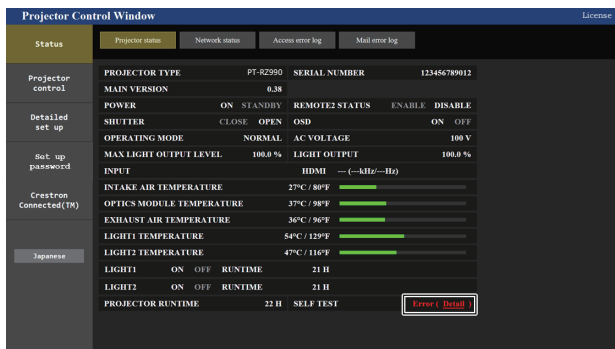 Projector Control Window License
Status Projector status Network status Access error log Mail error log
Projector control
Detailed set up
Set up password
Crestron Connected(TM)
Japanese
PROJECTOR TYPE PT-RZ990 SERIAL NUMBER 123456789012
MAIN VERSION 0.38
POWER ON STANDBY REMOTE2 STATUS ENABLE DISABLE
SHUTTER CLOSE OPEN OSD ON OFF
OPERATING MODE NORMAL AC VOLTAGE 100 V
MAX LIGHT OUTPUT LEVEL 100.0 % LIGHT OUTPUT 100.0 %
INPUT HDMI --- (---kHz/---Hz)
INTAKE AIR TEMPERATURE 27°C / 80°F
OPTICS MODULE TEMPERATURE 37°C / 98°F
EXHAUST AIR TEMPERATURE 36°C / 96°F
LIGHT1 TEMPERATURE 54°C / 129°F
LIGHT2 TEMPERATURE 47°C / 116°F
LIGHT1 ON OFF RUNTIME 21 H
LIGHT2 ON OFF RUNTIME 21 H
PROJECTOR RUNTIME 22 H SELF TEST Error ( Detail )